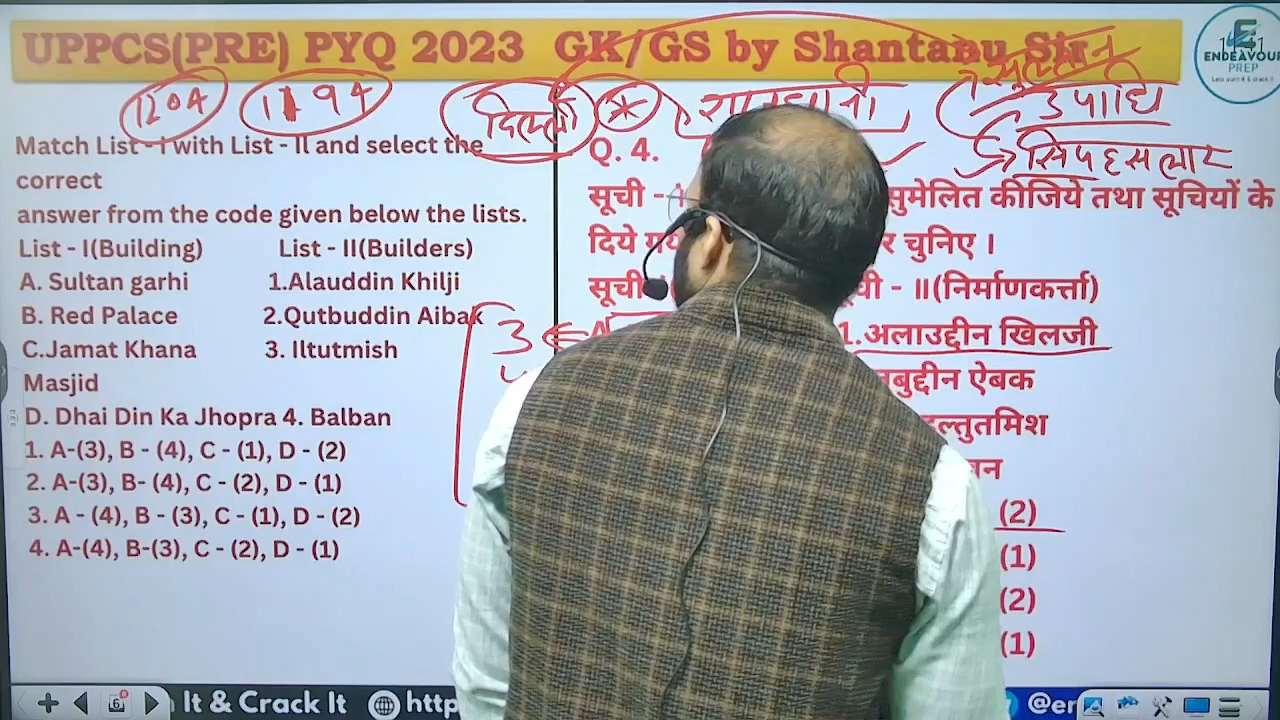 UPPCS(PRE) PYQ 2023 GK/GS by Shantanu Sir
ENDEAVOUR
PREP
1204
1194
दिल्ली
राजधानी
सुल्तान
उपाधि
सिपहसलार
Match List - I with List - II and select the
correct
answer from the code given below the lists.
List - I(Building) List - II(Builders)
A. Sultan garhi 1.Alauddin Khilji
B. Red Palace 2.Qutbuddin Aibak
C.Jamat Khana 3. Iltutmish
Masjid
D. Dhai Din Ka Jhopra 4. Balban
1. A-(3), B - (4), C - (1), D - (2)
2. A-(3), B- (4), C - (2), D - (1)
3. A - (4), B - (3), C - (1), D - (2)
4. A-(4), B-(3), C - (2), D - (1)
Q. 4.
सूची - सुमेलित कीजिये तथा सूचियों के
दिये चुनिए ।
सूची - II(निर्माणकर्त्ता)
3 A 1.अलाउद्दीन खिलजी
ऐबक
(2)
(1)
(2)
(1)
It & Crack It http @er